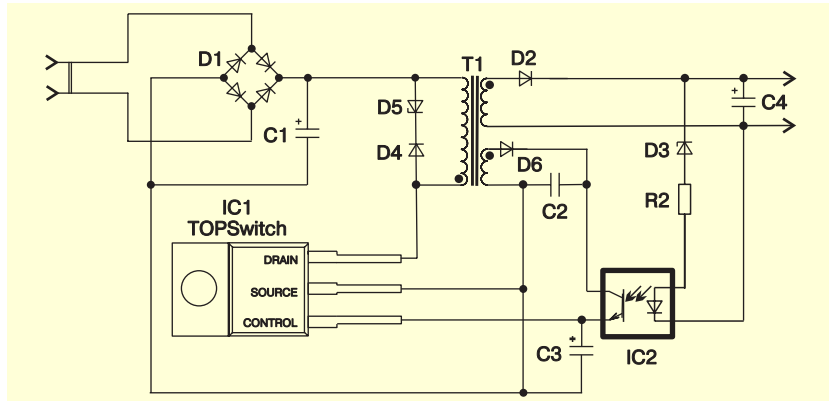 D1
T1
D2
D5
C1
C4
D4
D3
D6
R2
C2
IC1
TOPSwitch
DRAIN
SOURCE
CONTROL
C3
IC2
+
+
+